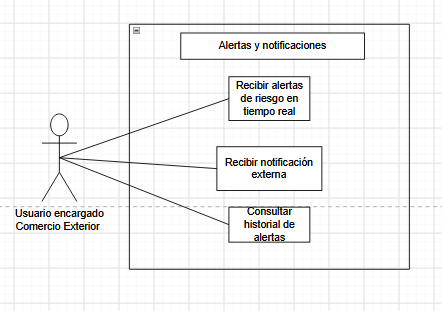 Alertas y notificaciones
Recibir alertas
de riesgo en
tiempo real
Recibir notificación
externa
Consultar
historial de
alertas
Usuario encargado
Comercio Exterior